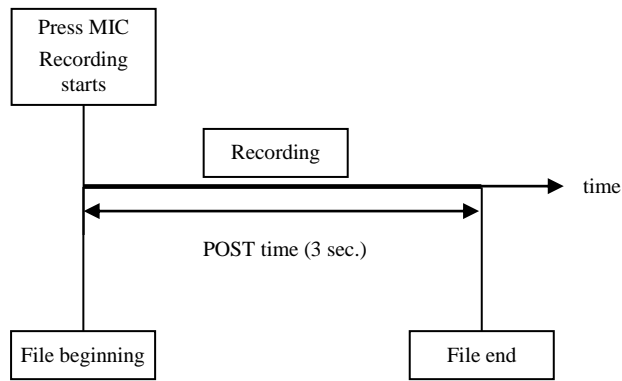 Press MIC
Recording
starts
Recording
time
POST time (3 sec.)
File beginning
File end